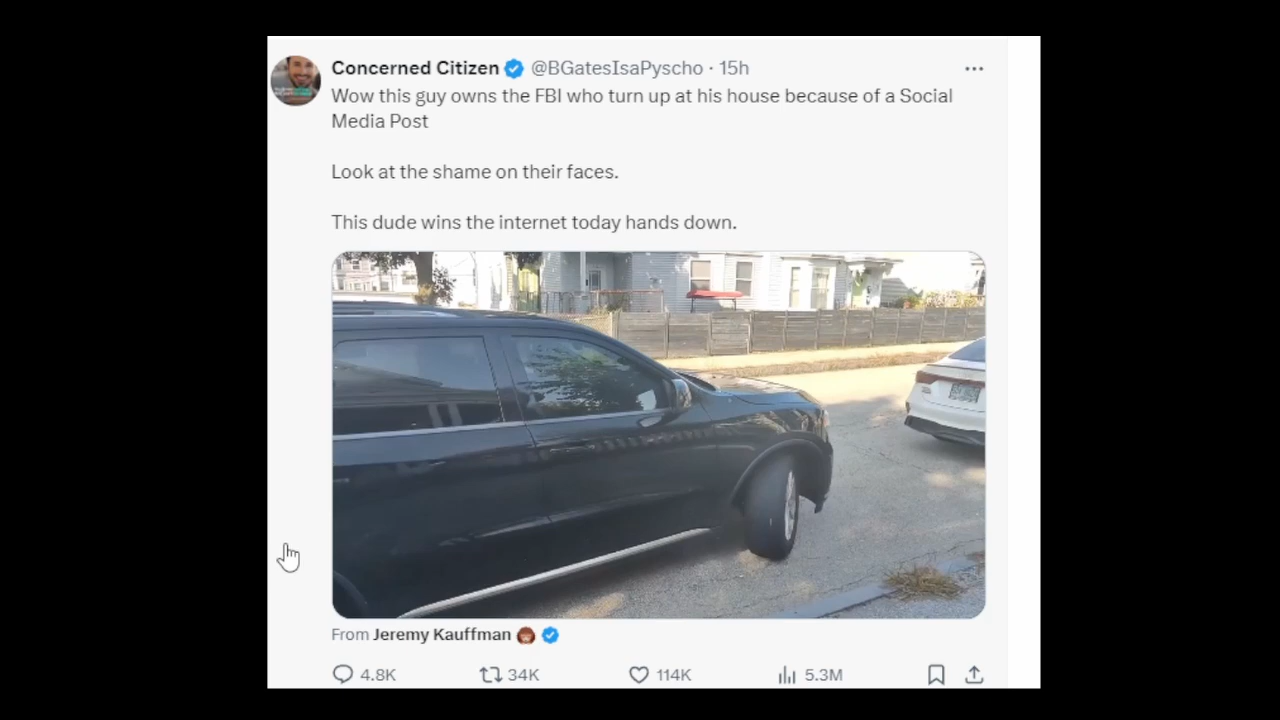 Concerned Citizen @BGatesIsaPyscho · 15h
Wow this guy owns the FBI who turn up at his house because of a Social
Media Post
Look at the shame on their faces.
This dude wins the internet today hands down.
From Jeremy Kauffman
4.8K 34K 114K 5.3M